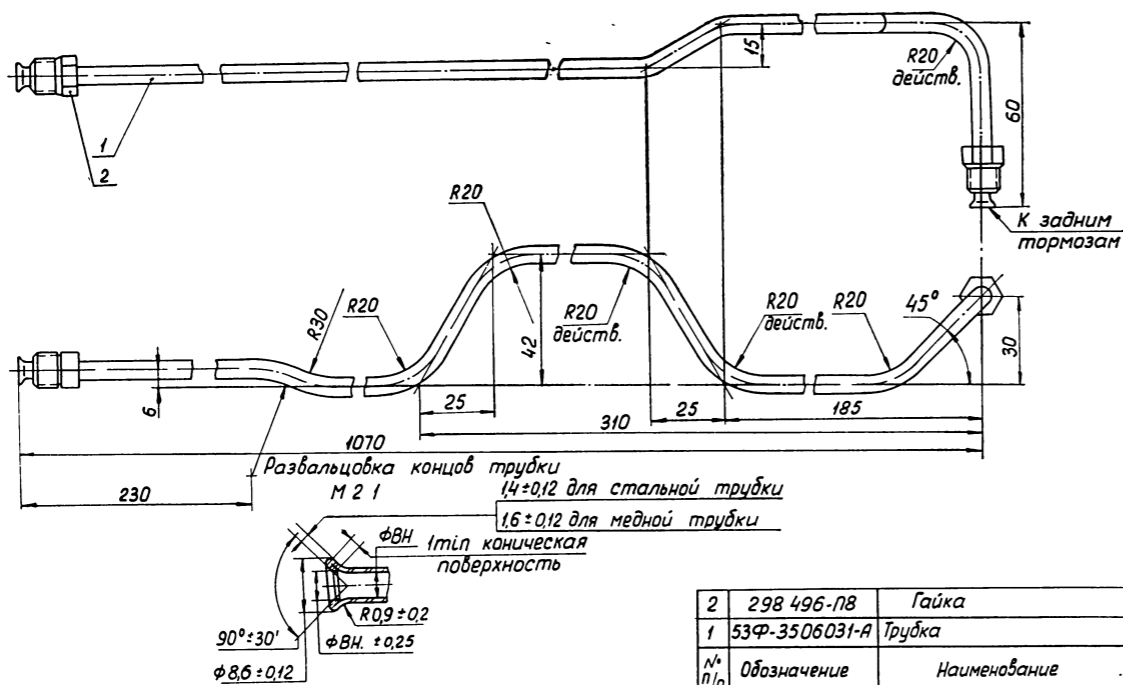 15
R20
действ.
60
1
2
К задним
тормозам
R20
R30
R20
R20
действ.
42
R20
действ.
R20
45°
30
6
25
25
185
310
1070
230
Развальцовка концов трубки
М 2 1
1,4±0,12 для стальной трубки
1,6±0,12 для медной трубки
фВН
1min коническая
поверхность
R0,9±0,2
90°±30'
фВН. ±0,25
ф8,6±0,12
2 298 496-П8 Гайка
1 53Ф-3506031-А Трубка
№ п/п Обозначение Наименование